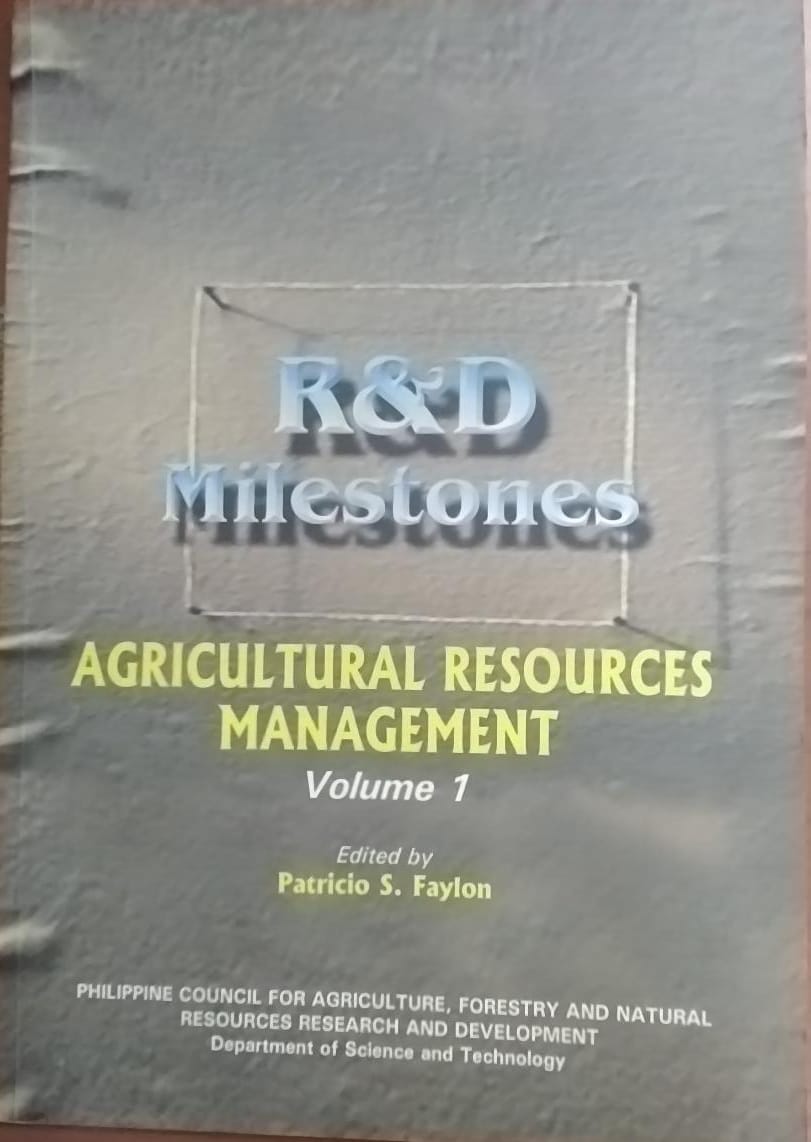 R&D
Milestones
AGRICULTURAL RESOURCES
MANAGEMENT
Volume 1
Edited by
Patricio S. Faylon
PHILIPPINE COUNCIL FOR AGRICULTURE, FORESTRY AND NATURAL
RESOURCES RESEARCH AND DEVELOPMENT
Department of Science and Technology